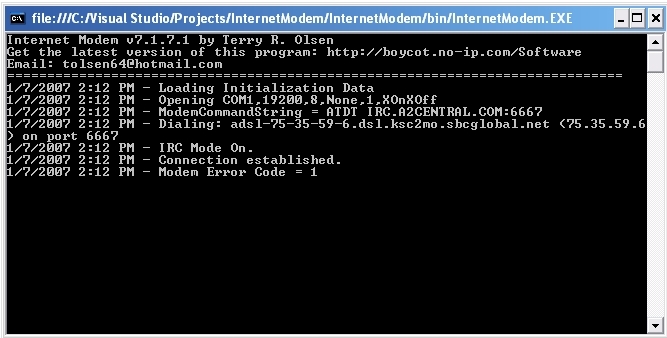 file:///C:/Visual Studio/Projects/InternetModem/InternetModem/bin/InternetModem.EXE
Internet Modem v7.1.7.1 by Terry R. Olsen
Get the latest version of this program: http://boycot.no-ip.com/Software
Email: tolsen64@hotmail.com
===============================================================================
1/7/2007 2:12 PM - Loading Initialization Data
1/7/2007 2:12 PM - Opening COM1,19200,8,None,1,XOnXOff
1/7/2007 2:12 PM - ModemCommandString = ATDT IRC.A2CENTRAL.COM:6667
1/7/2007 2:12 PM - Dialing: adsl-75-35-59-6.dsl.ksc2mo.sbcglobal.net (75.35.59.6
) on port 6667
1/7/2007 2:12 PM - IRC Mode On.
1/7/2007 2:12 PM - Connection established.
1/7/2007 2:12 PM - Modem Error Code = 1